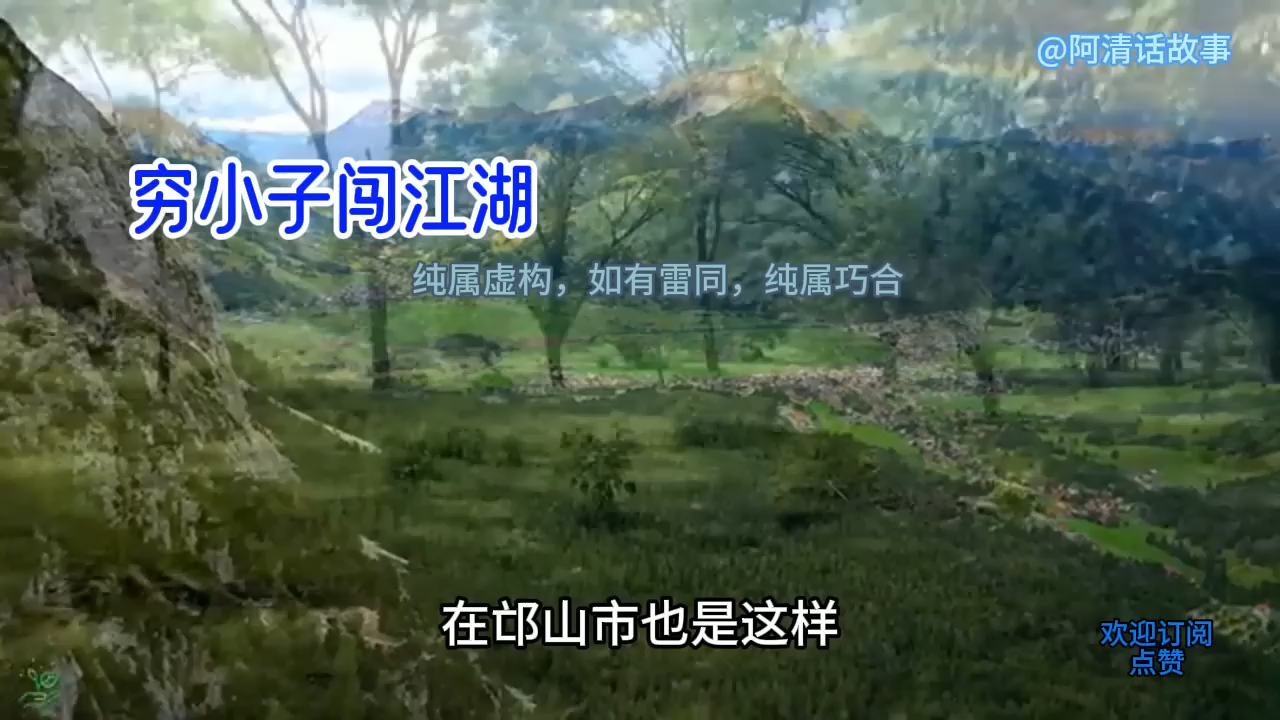 @阿清话故事
穷小子闯江湖
纯属虚构，如有雷同，纯属巧合
在邙山市也是这样
欢迎订阅
点赞